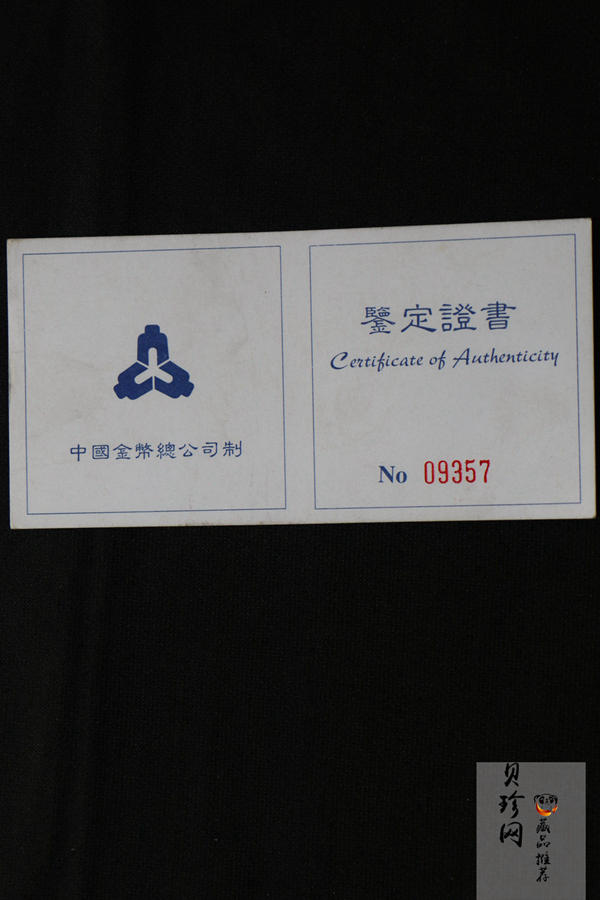 中國金幣總公司制
鑒定證書
Certificate of Authenticity
No 09357
贝珍网
藏品推荐